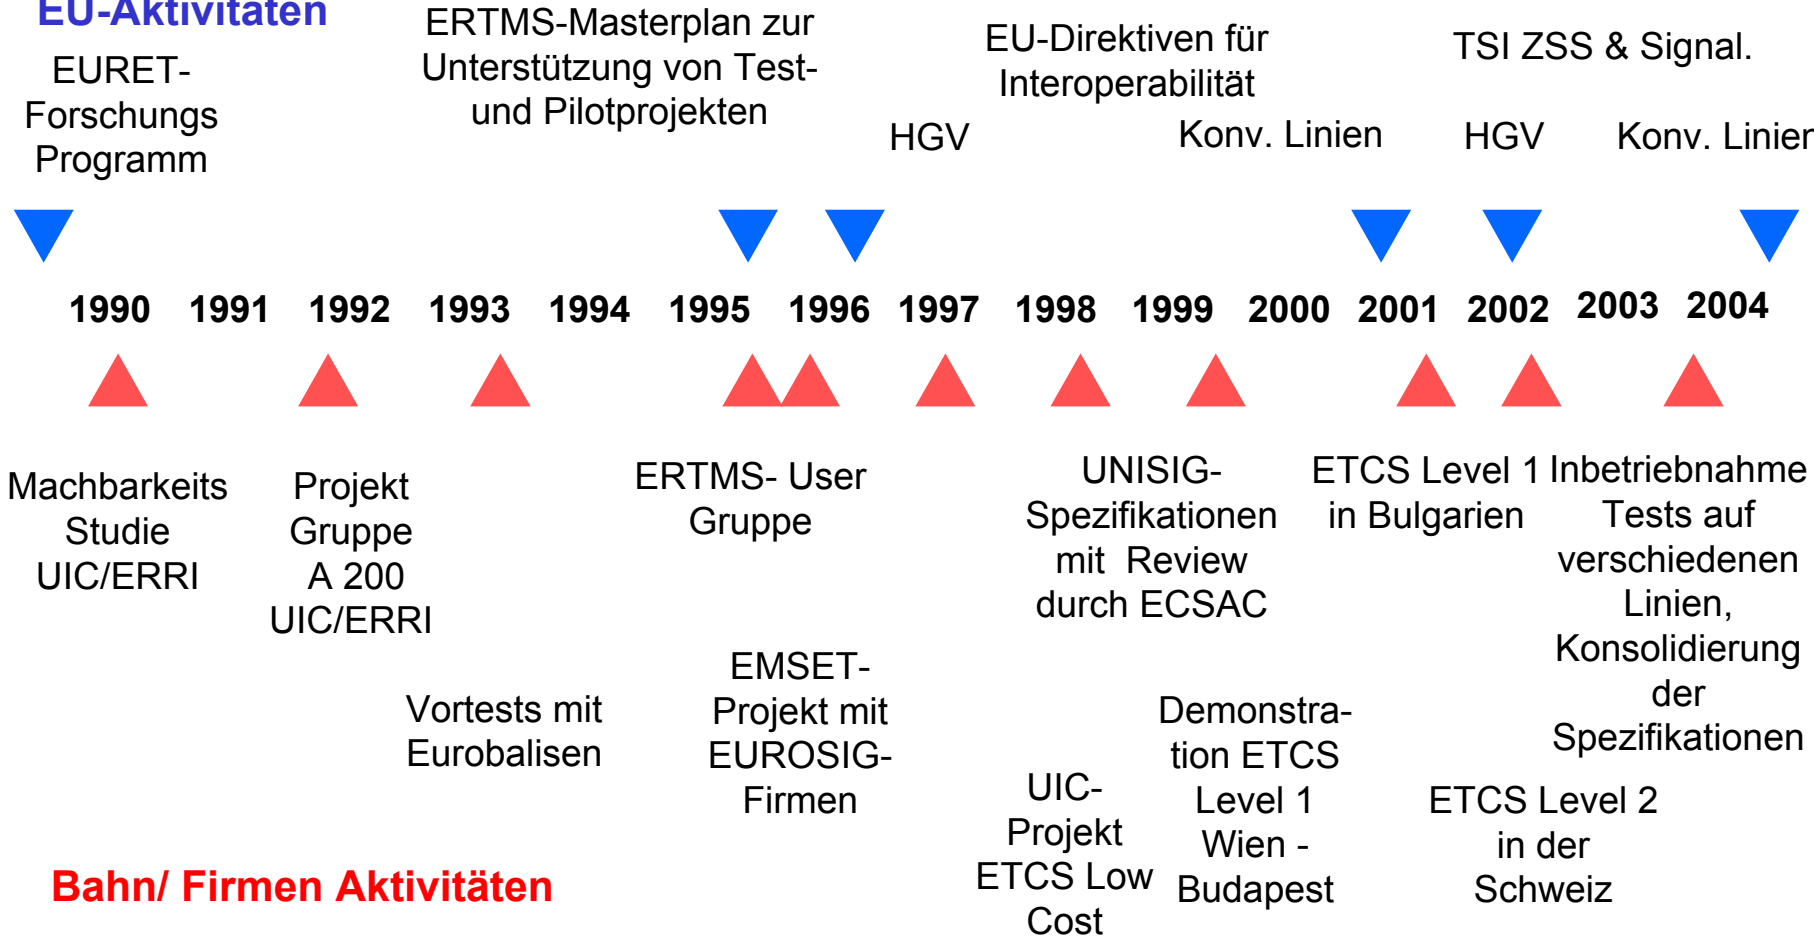 EU-Aktivitäten
EURET-
Forschungs
Programm
ERTMS-Masterplan zur
Unterstützung von Test-
und Pilotprojekten
EU-Direktiven für
Interoperabilität
HGV
Konv. Linien
TSI ZSS & Signal.
HGV
Konv. Linien
1990 1991 1992 1993 1994 1995 1996 1997 1998 1999 2000 2001 2002 2003 2004
Machbarkeits
Studie
UIC/ERRI
Projekt
Gruppe
A 200
UIC/ERRI
Vortests mit
Eurobalisen
ERTMS- User
Gruppe
EMSET-
Projekt mit
EUROSIG-
Firmen
UIC-
Projekt
ETCS Low
Cost
UNISIG-
Spezifikationen
mit Review
durch ECSAC
Demonstra-
tion ETCS
Level 1
Wien -
Budapest
ETCS Level 1
in Bulgarien
ETCS Level 2
in der
Schweiz
Inbetriebnahme
Tests auf
verschiedenen
Linien,
Konsolidierung
der
Spezifikationen
Bahn/ Firmen Aktivitäten